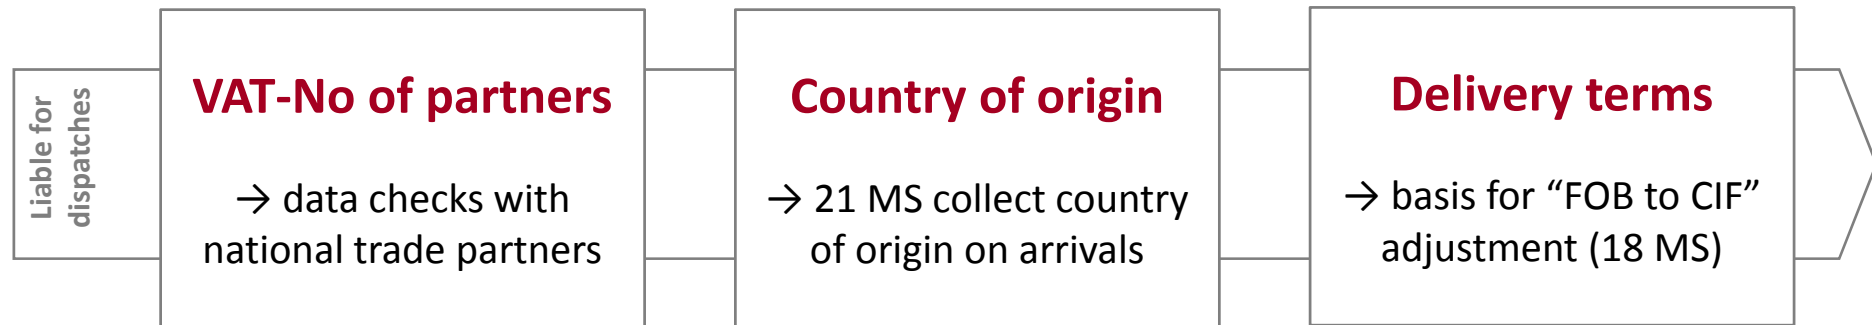 Liable for
dispatches
VAT-No of partners
→ data checks with
national trade partners
Country of origin
→ 21 MS collect country
of origin on arrivals
Delivery terms
→ basis for “FOB to CIF”
adjustment (18 MS)